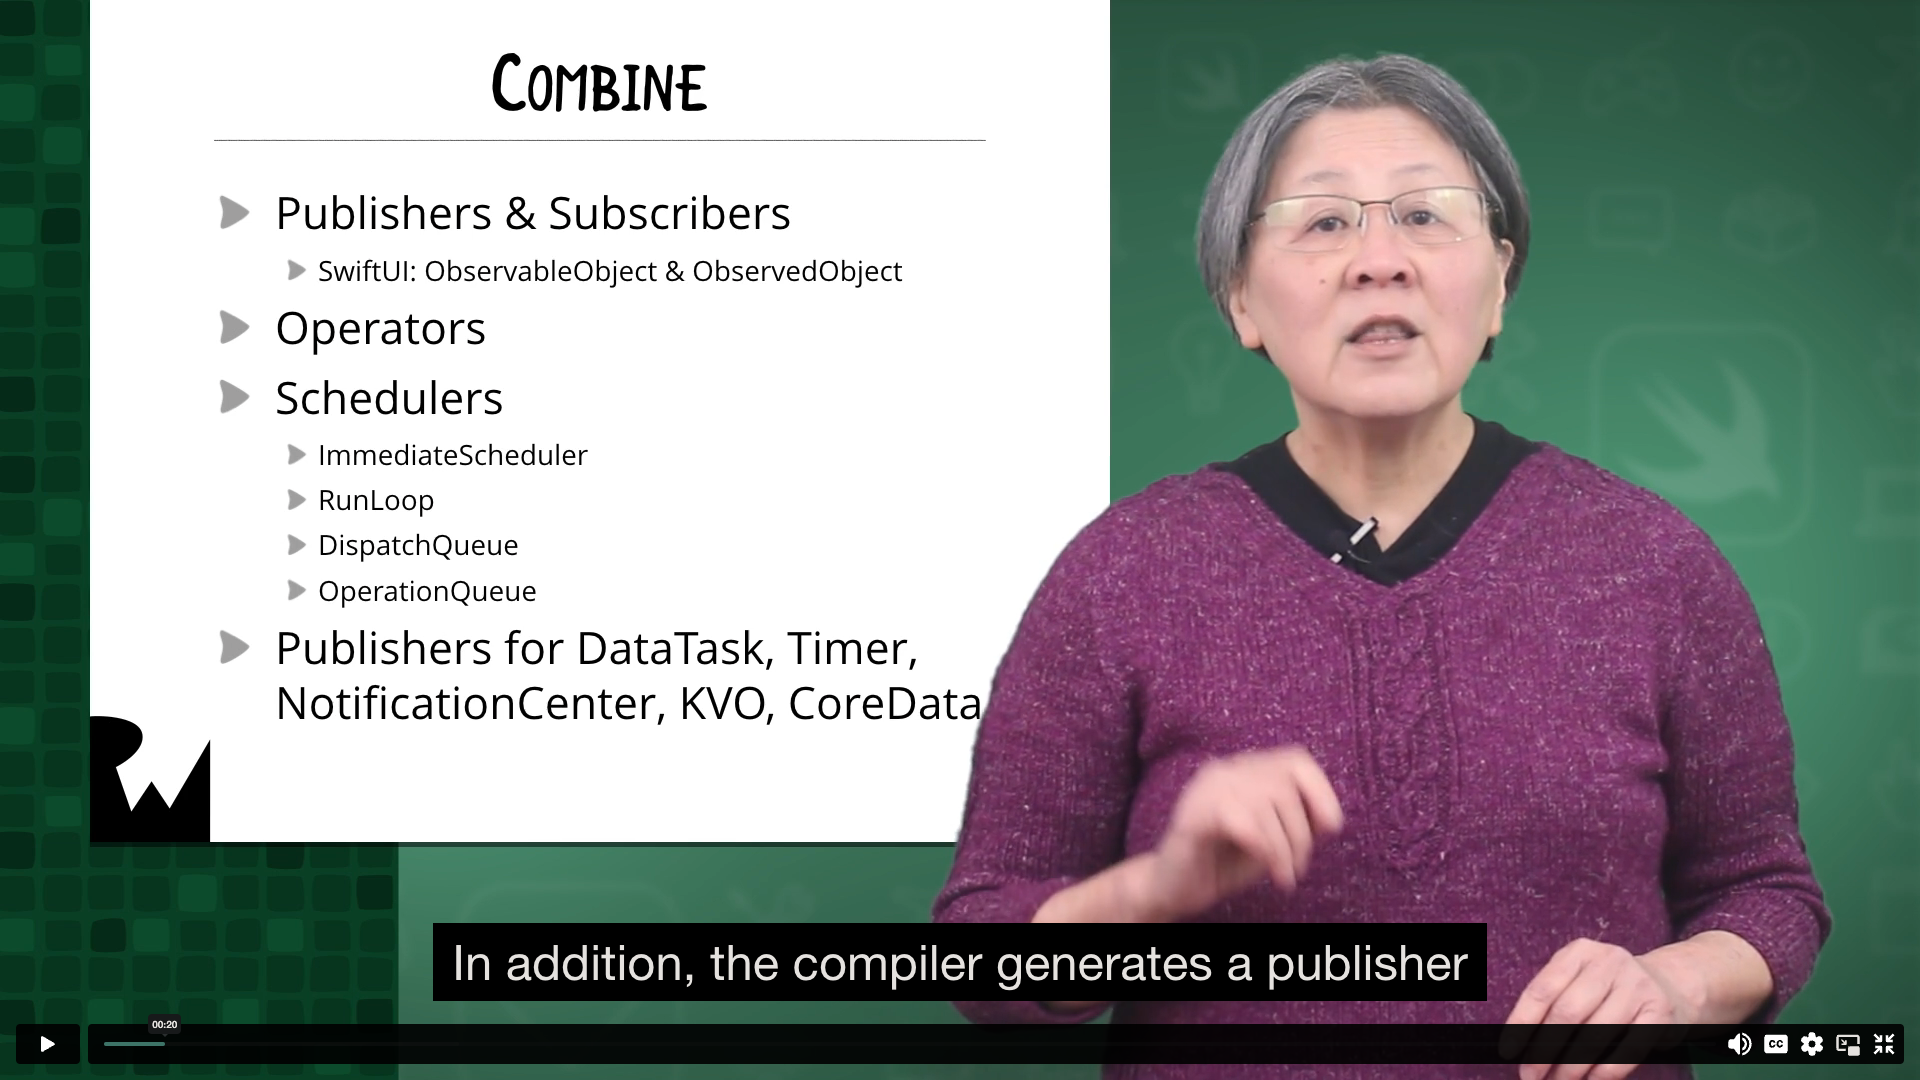 COMBINE
Publishers & Subscribers
SwiftUI: ObservableObject & ObservedObject
Operators
Schedulers
ImmediateScheduler
RunLoop
DispatchQueue
OperationQueue
Publishers for DataTask, Timer,
NotificationCenter, KVO, CoreData
RW
In addition, the compiler generates a publisher
00:20
CC